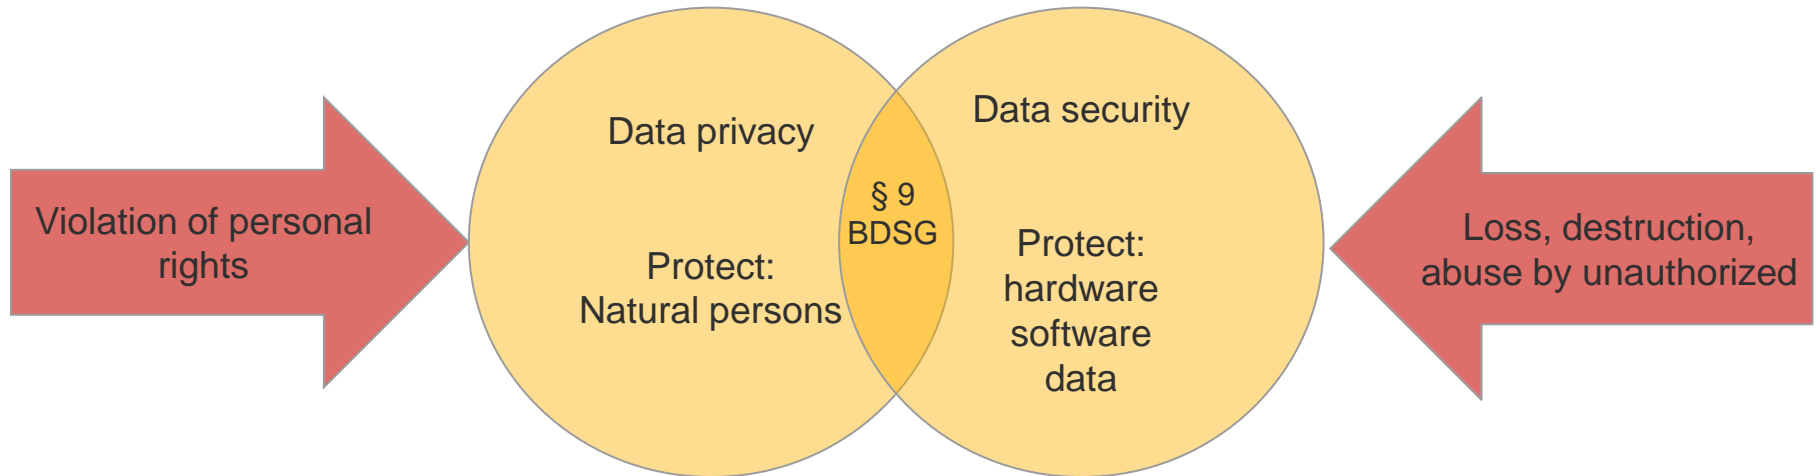 Violation of personal
rights
Data privacy
Protect:
Natural persons
§ 9
BDSG
Data security
Protect:
hardware
software
data
Loss, destruction,
abuse by unauthorized